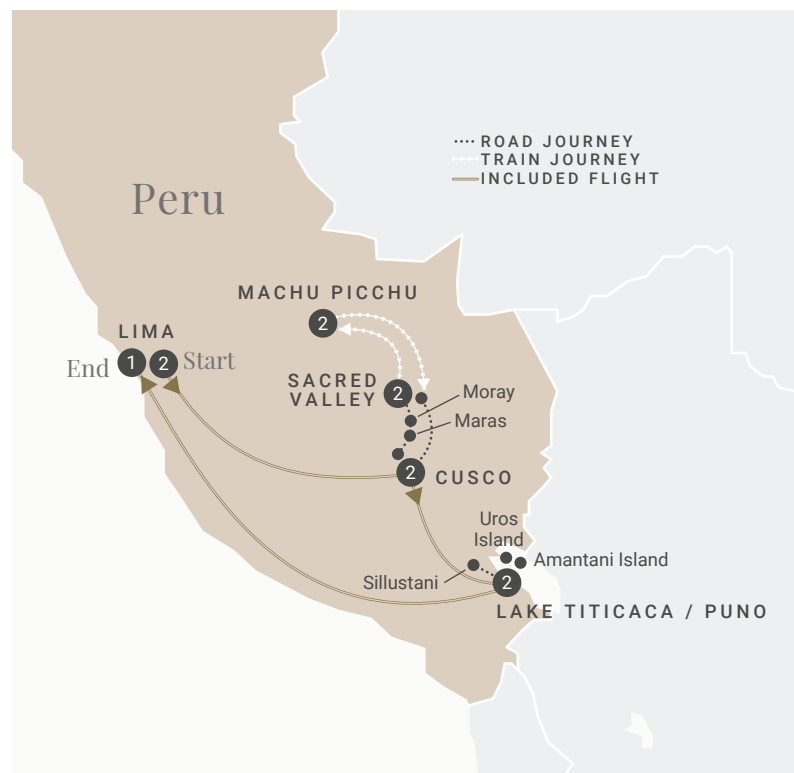 ROAD JOURNEY
TRAIN JOURNEY
INCLUDED FLIGHT
Peru
MACHU PICCHU
2
LIMA
End 1 2 Start
SACRED
VALLEY 2
Moray
Maras
2 CUSCO
Uros
Island
Amantani Island
Sillustani 2
LAKE TITICACA / PUNO